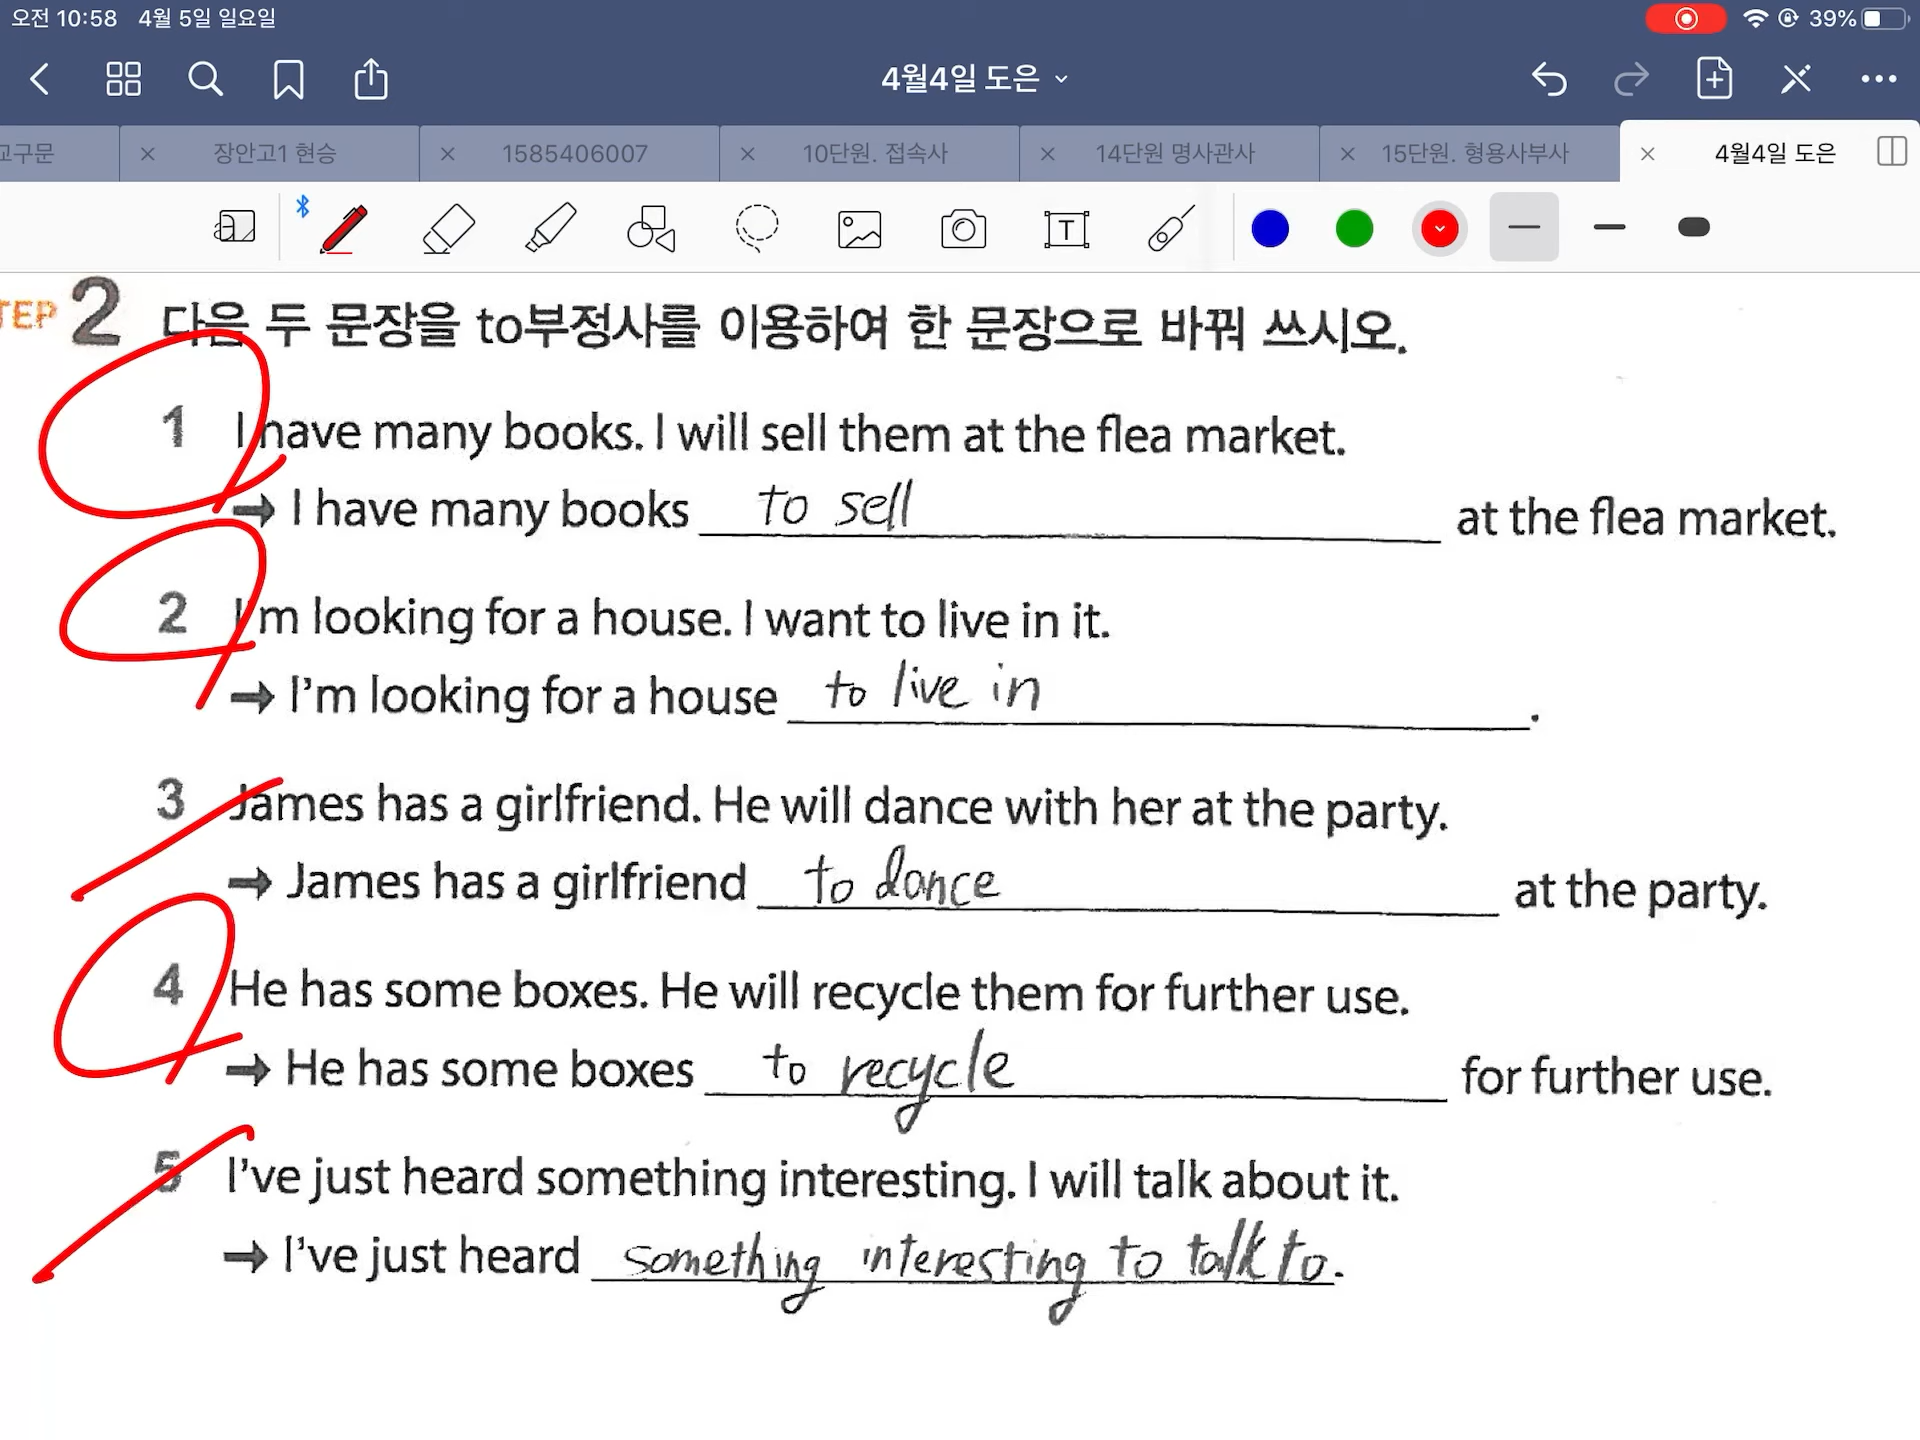 오전 10:58 4월 5일 일요일 39%
4월4일 도은
교구문 장안고1 현승 1585406007 10단원. 접속사 14단원 명사관사 15단원. 형용사부사 4월4일 도은
TEP 2 다음 두 문장을 to부정사를 이용하여 한 문장으로 바꿔 쓰시오.
1 I have many books. I will sell them at the flea market.
➡ I have many books to sell at the flea market.
2 I'm looking for a house. I want to live in it.
➡ I'm looking for a house to live in .
3 James has a girlfriend. He will dance with her at the party.
➡ James has a girlfriend to dance at the party.
4 He has some boxes. He will recycle them for further use.
➡ He has some boxes to recycle for further use.
5 I've just heard something interesting. I will talk about it.
➡ I've just heard something interesting to talk to.